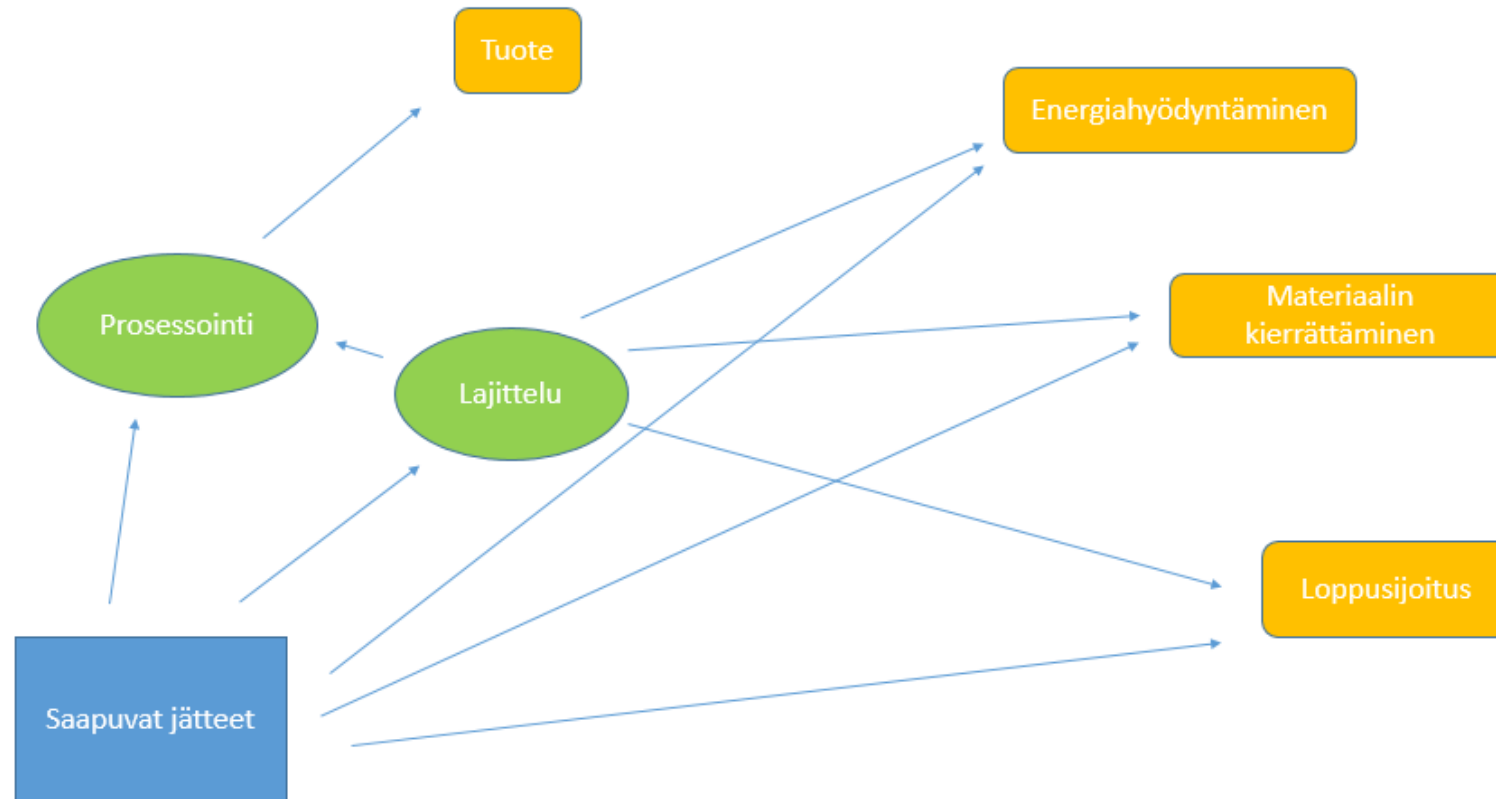 Tuote
Energiahyödyntäminen
Materiaalin
kierrättäminen
Prosessointi
Lajittelu
Loppusijoitus
Saapuvat jätteet